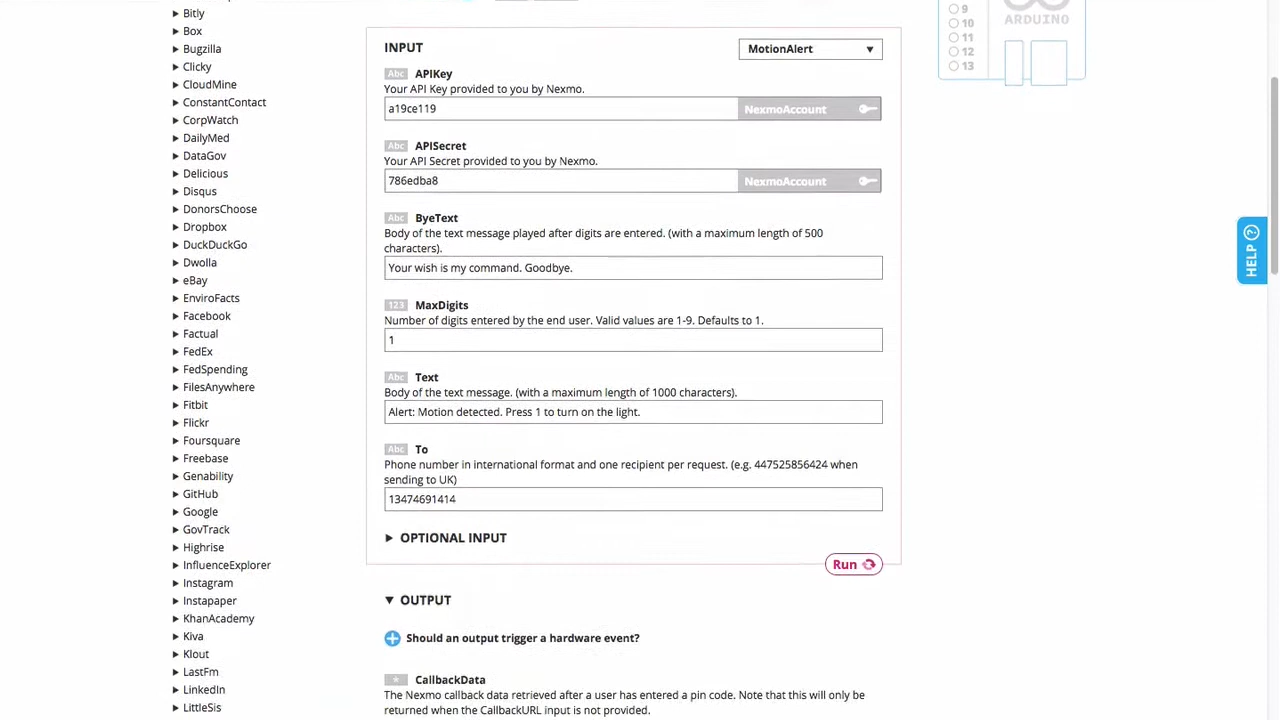 Bitly
Box
Bugzilla
Clicky
CloudMine
ConstantContact
CorpWatch
DailyMed
DataGov
Delicious
Disqus
DonorsChoose
Dropbox
DuckDuckGo
Dwolla
eBay
EnviroFacts
Facebook
Factual
FedEx
FedSpending
FilesAnywhere
Fitbit
Flickr
Foursquare
Freebase
Genability
GitHub
Google
GovTrack
Highrise
InfluenceExplorer
Instagram
Instapaper
KhanAcademy
Kiva
Klout
LastFm
LinkedIn
LittleSis
INPUT
MotionAlert
Abc APIKey
Your API Key provided to you by Nexmo.
a19ce119 NexmoAccount
Abc APISecret
Your API Secret provided to you by Nexmo.
786edba8 NexmoAccount
Abc ByeText
Body of the text message played after digits are entered. (with a maximum length of 500
characters).
Your wish is my command. Goodbye.
123 MaxDigits
Number of digits entered by the end user. Valid values are 1-9. Defaults to 1.
1
Abc Text
Body of the text message. (with a maximum length of 1000 characters).
Alert: Motion detected. Press 1 to turn on the light.
Abc To
Phone number in international format and one recipient per request. (e.g. 447525856424 when
sending to UK)
13474691414
OPTIONAL INPUT
Run
OUTPUT
Should an output trigger a hardware event?
CallbackData
The Nexmo callback data retrieved after a user has entered a pin code. Note that this will only be
returned when the CallbackURL input is not provided.
9
10
11
12
13
ARDUINO
HELP ?